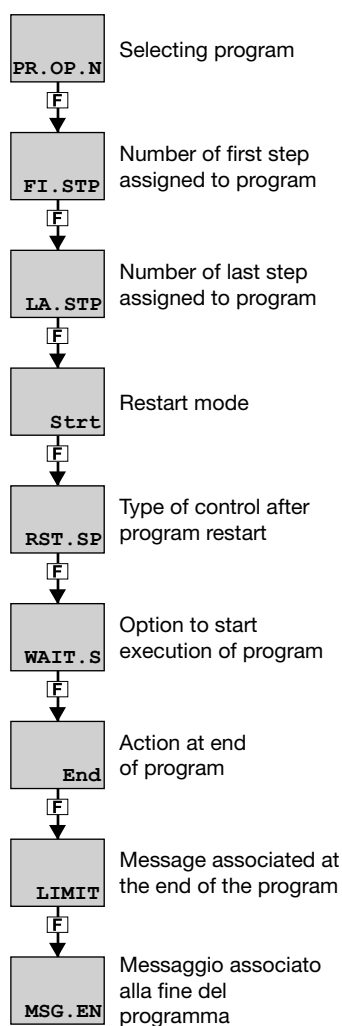 PR.OP.N
Selecting program
F
FI.STP
Number of first step
assigned to program
F
LA.STP
Number of last step
assigned to program
F
Strt
Restart mode
F
RST.SP
Type of control after
program restart
F
WAIT.S
Option to start
execution of program
F
End
Action at end
of program
F
LIMIT
Message associated at
the end of the program
F
MSG.EN
Messaggio associato
alla fine del
programma